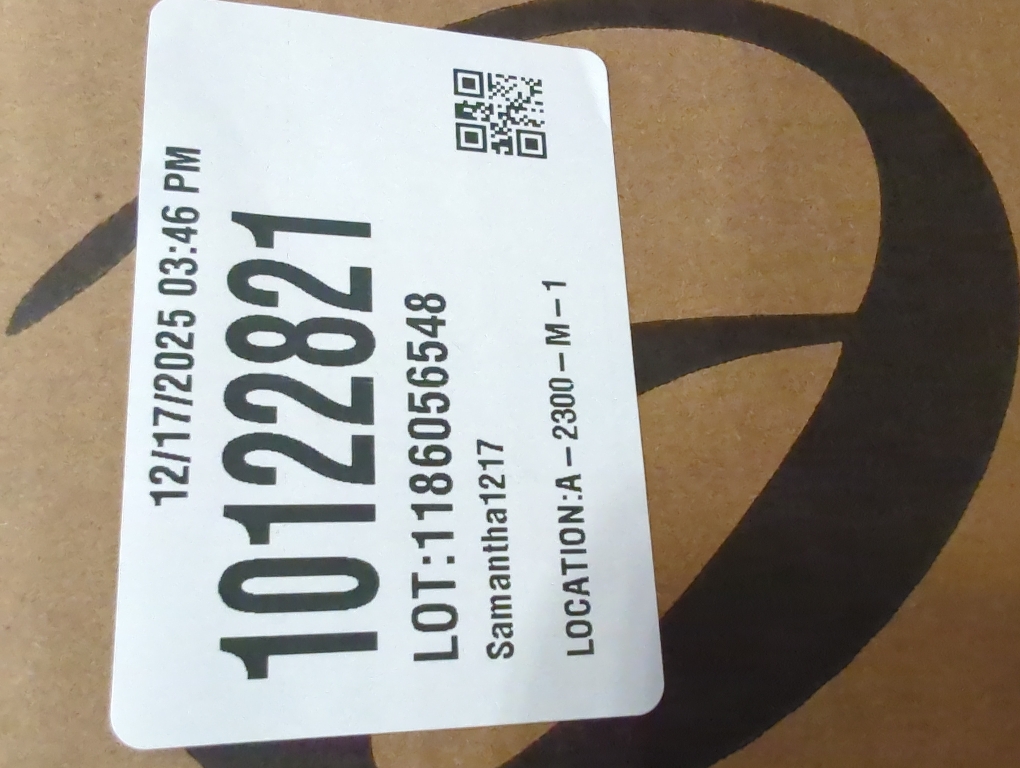 12/17/2025 03:46 PM
10122821
LOT:1186056548
Samantha1217
LOCATION:A-2300-M-1